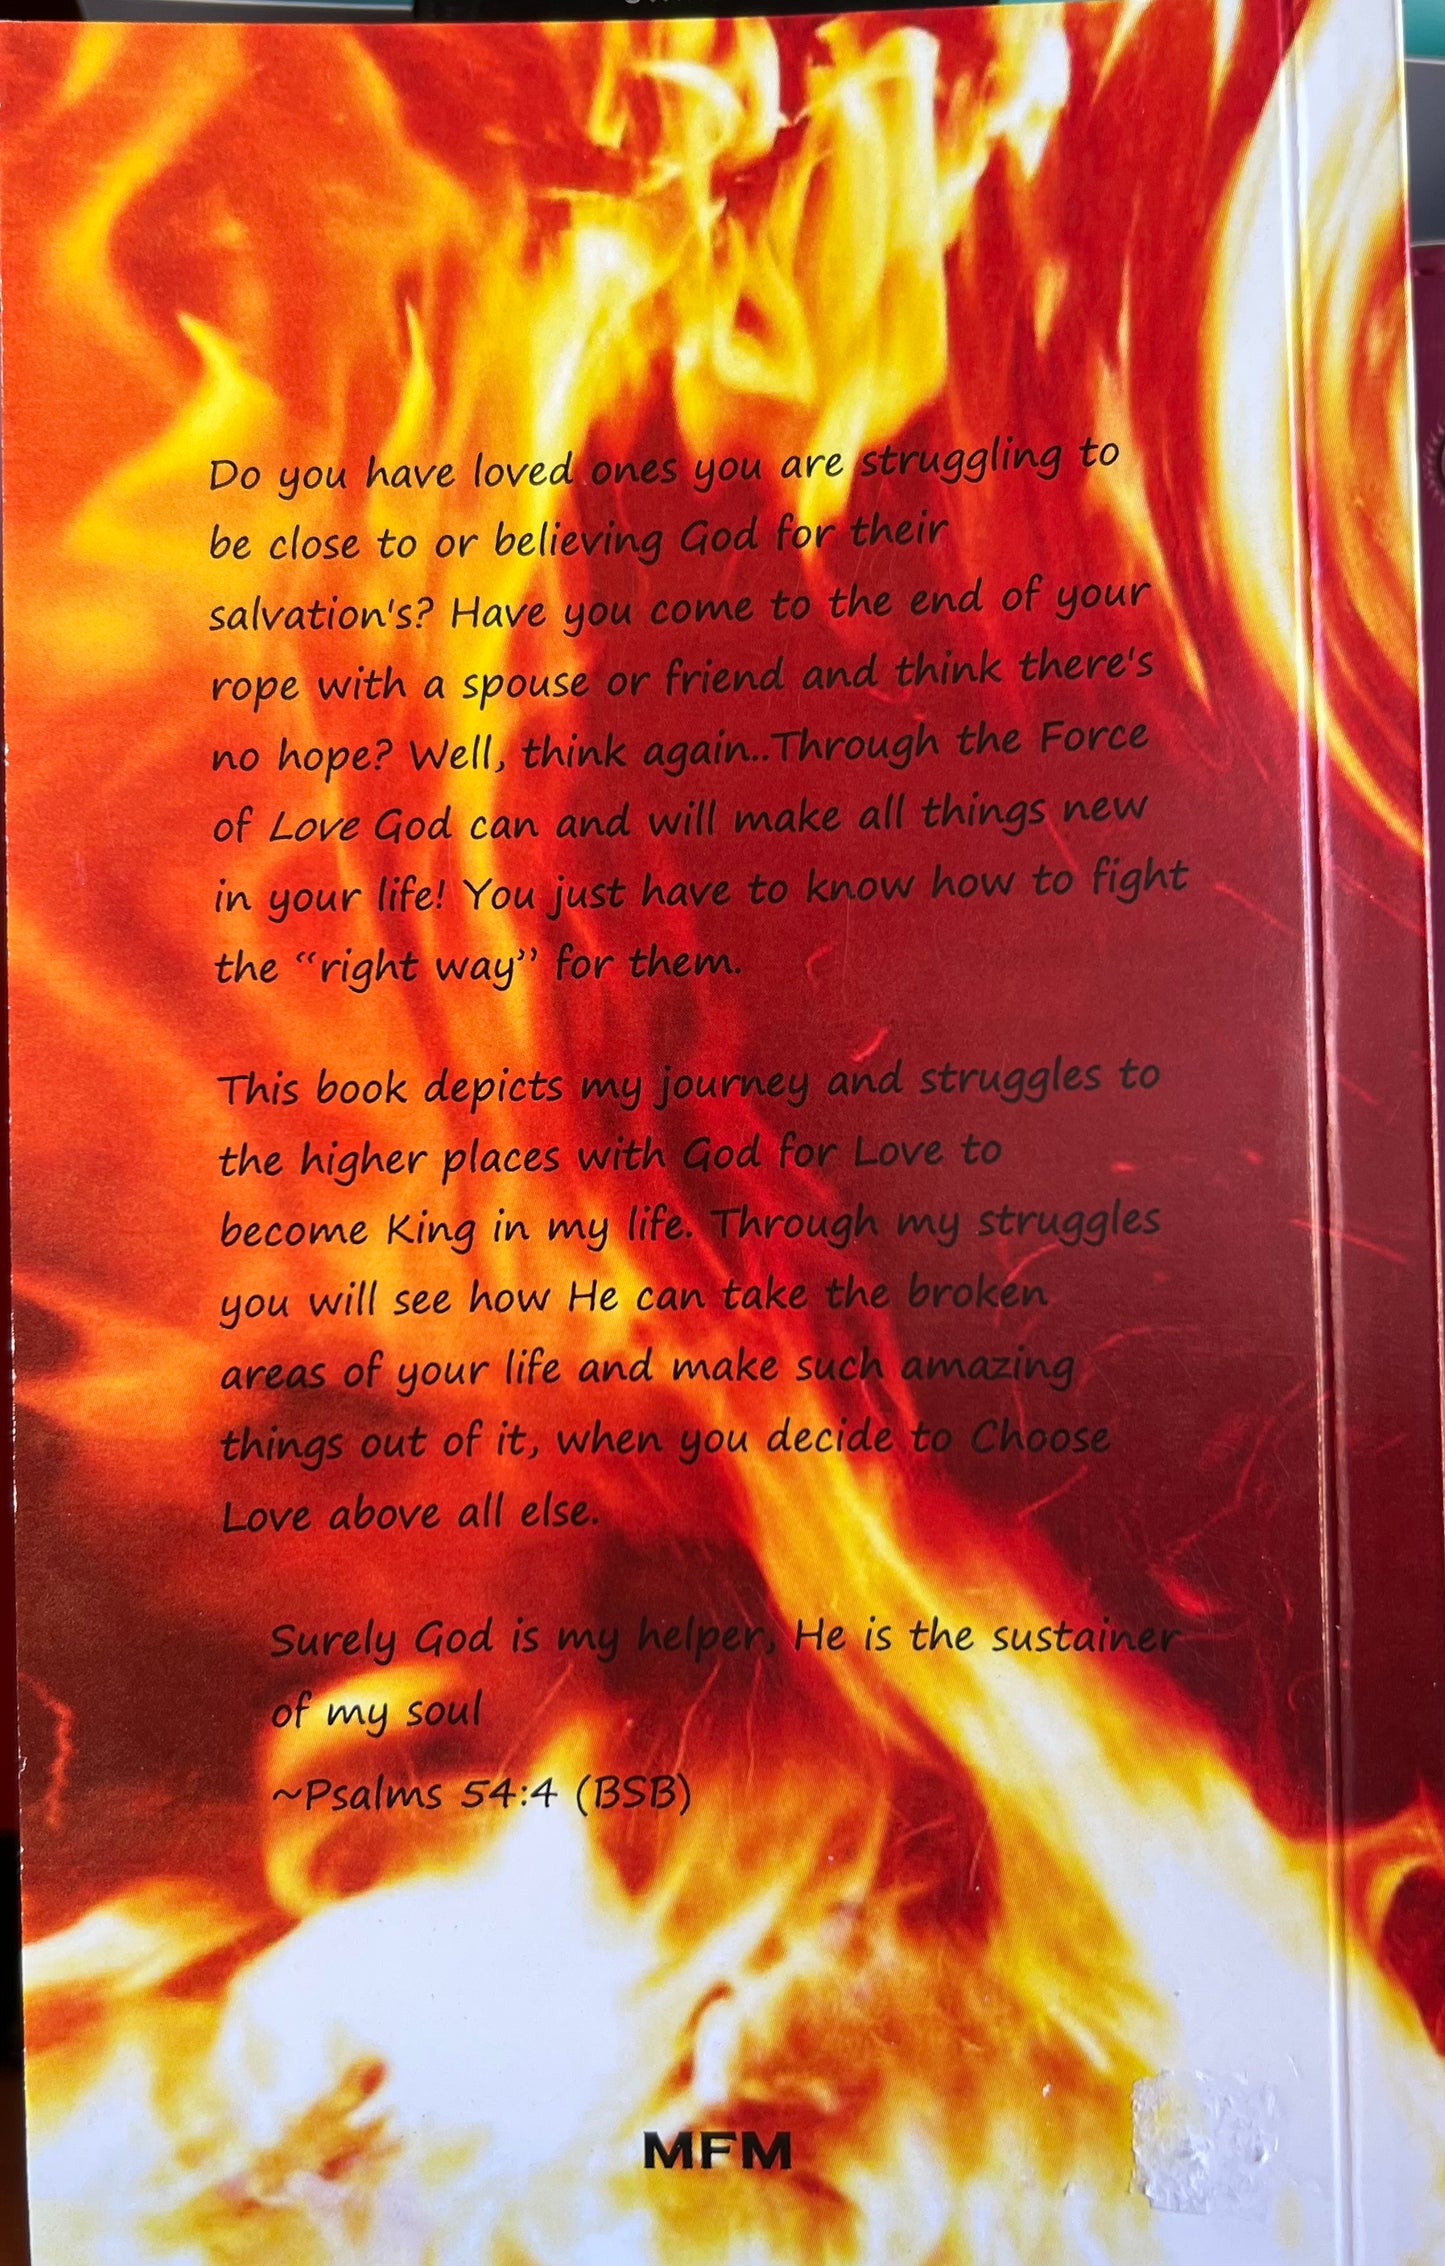 Do you have loved ones you are struggling to
be close to or believing God for their
salvation's? Have you come to the end of your
rope with a spouse or friend and think there's
no hope? Well, think again..Through the Force
of Love God can and will make all things new
in your life! You just have to know how to fight
the “right way” for them.
This book depicts my journey and struggles to
the higher places with God for Love to
become King in my life. Through my struggles
you will see how He can take the broken
areas of your life and make such amazing
things out of it, when you decide to Choose
Love above all else.
Surely God is my helper, He is the sustainer
of my soul
~Psalms 54:4 (BSB)
MFM